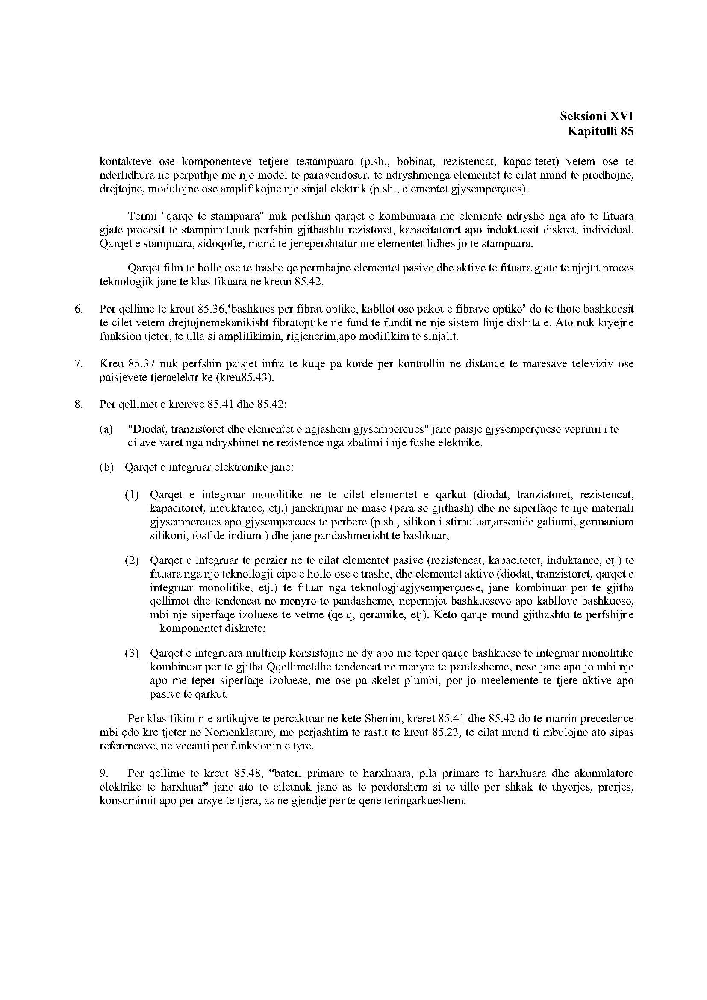 Seksioni XVI
Kapitulli 85
kontakteve ose komponenteve tetjere testampuara (p.sh., bobinat, rezistencat, kapacitetet) vetem ose te
nderlidhura ne perputhje me nje model te paravendosur, te ndryshmenga elementet te cilat mund te prodhojne,
drejtojne, modulojne ose amplifikojne nje sinjal elektrik (p.sh., elementet gjysemperçues).
Termi "qarqe te stampuara" nuk perfshin qarqet e kombinuara me elemente ndryshe nga ato te fituara
gjate procesit te stampimit,nuk perfshin gjithashtu rezistoret, kapacitatoret apo induktuesit diskret, individual.
Qarqet e stampuara, sidoqofte, mund te jenepershtatur me elementet lidhes jo te stampuara.
Qarqet film te holle ose te trashe qe permbajne elementet pasive dhe aktive te fituara gjate te njejtit proces
teknologjik jane te klasifikuara ne kreun 85.42.
6. Per qellime te kreut 85.36,‘bashkues per fibrat optike, kabllot ose pakot e fibrave optike’ do te thote bashkuesit
te cilet vetem drejtojnemekanikisht fibratoptike ne fund te fundit ne nje sistem linje dixhitale. Ato nuk kryejne
funksion tjeter, te tilla si amplifikimin, rigjenerim,apo modifikim te sinjalit.
7. Kreu 85.37 nuk perfshin paisjet infra te kuqe pa korde per kontrollin ne distance te maresave televiziv ose
paisjevete tjeraelektrike (kreu85.43).
8. Per qellimet e krereve 85.41 dhe 85.42:
(a) "Diodat, tranzistoret dhe elementet e ngjashem gjysempercues" jane paisje gjysemperçuese veprimi i te
cilave varet nga ndryshimet ne rezistence nga zbatimi i nje fushe elektrike.
(b) Qarqet e integruar elektronike jane:
(1) Qarqet e integruar monolitike ne te cilet elementet e qarkut (diodat, tranzistoret, rezistencat,
kapacitoret, induktance, etj.) janekrijuar ne mase (para se gjithash) dhe ne siperfaqe te nje materiali
gjysempercues apo gjysempercues te perbere (p.sh., silikon i stimuluar,arsenide galiumi, germanium
silikoni, fosfide indium ) dhe jane pandashmerisht te bashkuar;
(2) Qarqet e integruar te perzier ne te cilat elementet pasive (rezistencat, kapacitetet, induktance, etj) te
fituara nga nje teknollogji cipe e holle ose e trashe, dhe elementet aktive (diodat, tranzistoret, qarqet e
integruar monolitike, etj.) te fituar nga teknologjiagjysemperçuese, jane kombinuar per te gjitha
qellimet dhe tendencat ne menyre te pandasheme, nepermjet bashkueseve apo kabllove bashkuese,
mbi nje siperfaqe izoluese te vetme (qelq, qeramike, etj). Keto qarqe mund gjithashtu te perfshijne
komponentet diskrete;
(3) Qarqet e integruara multiçip konsistojne ne dy apo me teper qarqe bashkuese te integruar monolitike
kombinuar per te gjitha Qqellimetdhe tendencat ne menyre te pandasheme, nese jane apo jo mbi nje
apo me teper siperfaqe izoluese, me ose pa skelet plumbi, por jo meelemente te tjere aktive apo
pasive te qarkut.
Per klasifikimin e artikujve te percaktuar ne kete Shenim, kreret 85.41 dhe 85.42 do te marrin precedence
mbi çdo kre tjeter ne Nomenklature, me perjashtim te rastit te kreut 85.23, te cilat mund ti mbulojne ato sipas
referencave, ne vecanti per funksionin e tyre.
9. Per qellime te kreut 85.48, “bateri primare te harxhuara, pila primare te harxhuara dhe akumulatore
elektrike te harxhuar” jane ato te ciletnuk jane as te perdorshem si te tille per shkak te thyerjes, prerjes,
konsumimit apo per arsye te tjera, as ne gjendje per te qene teringarkueshem.